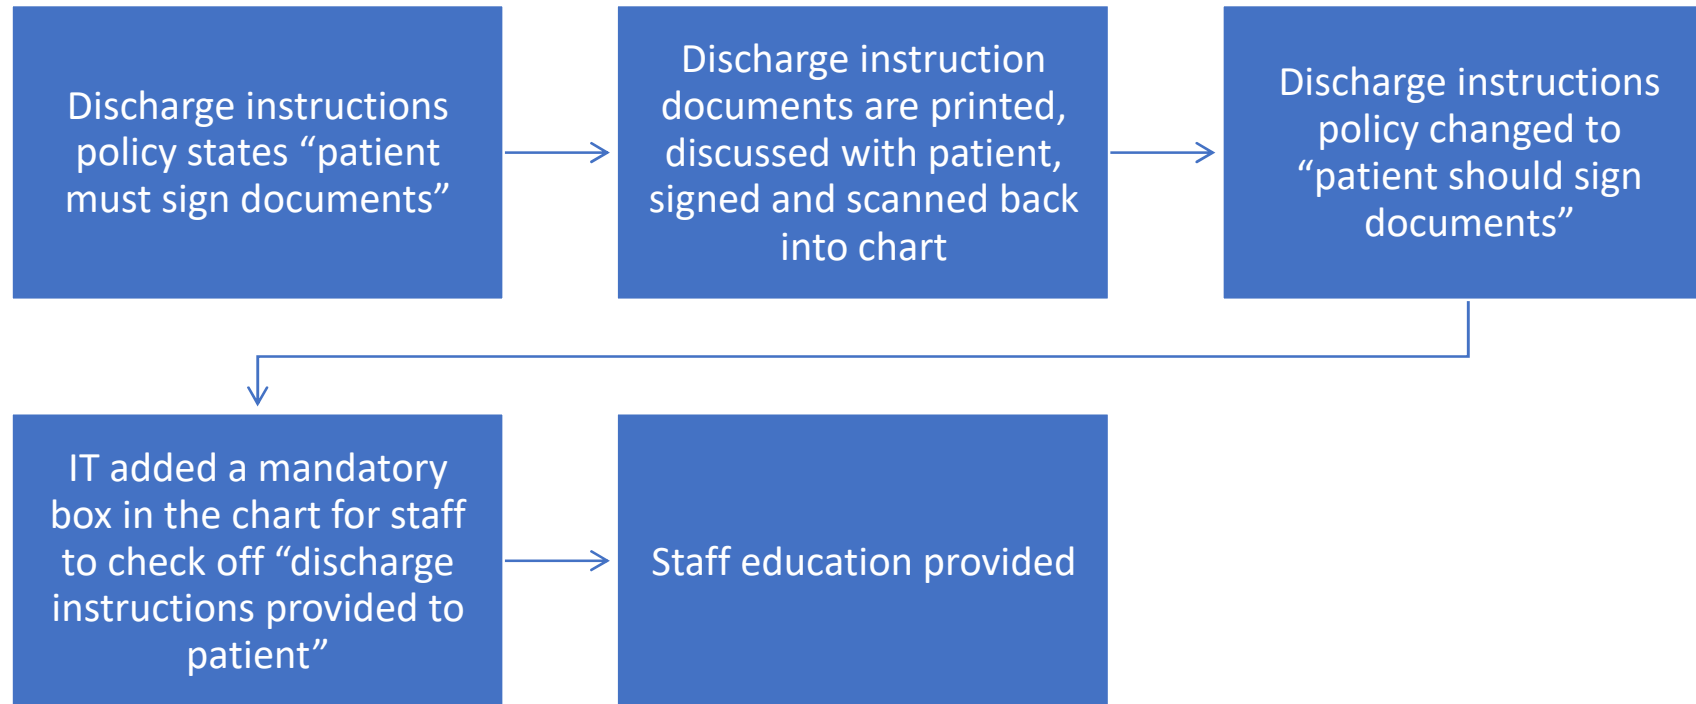 Discharge instructions
policy states “patient
must sign documents”
Discharge instruction
documents are printed,
discussed with patient,
signed and scanned back
into chart
Discharge instructions
policy changed to
“patient should sign
documents”
IT added a mandatory
box in the chart for staff
to check off “discharge
instructions provided to
patient”
Staff education provided